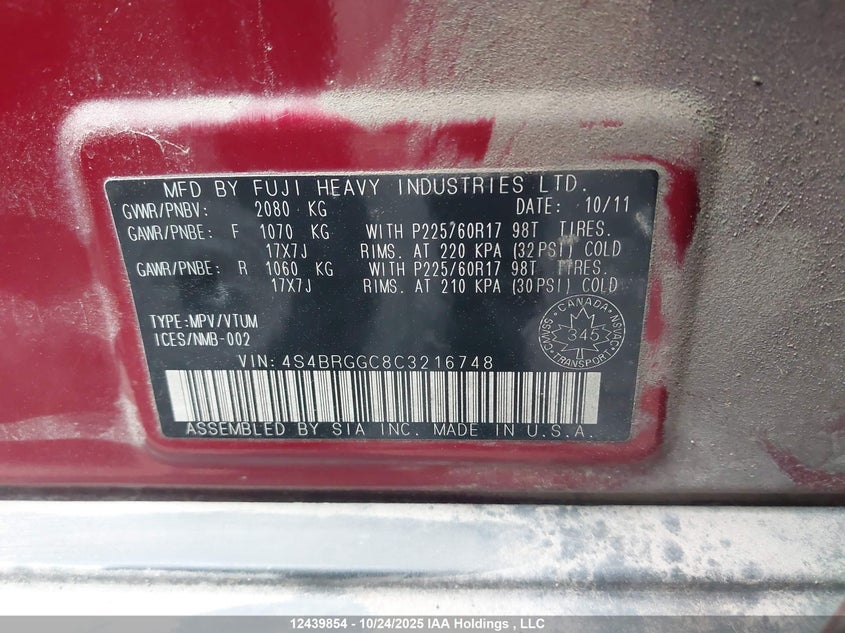 MFD BY FUJI HEAVY INDUSTRIES LTD.
GVWR/PNBV: 2080 KG DATE: 10/11
GAWR/PNBE: F 1070 KG WITH P225/60R17 98T TIRES.
17X7J RIMS. AT 220 KPA (32PSI) COLD
GAWR/PNBE: R 1060 KG WITH P225/60R17 98T TIRES.
17X7J RIMS. AT 210 KPA (30PSI) COLD
TYPE:MPV/VTUM
ICES/NMB-002
CANADA
CMVSS 345 NSVAC
TRANSPORT
VIN: 4S4BRGGC8C3216748
ASSEMBLED BY SIA INC. MADE IN U.S.A.
12439854 - 10/24/2025 IAA Holdings, LLC